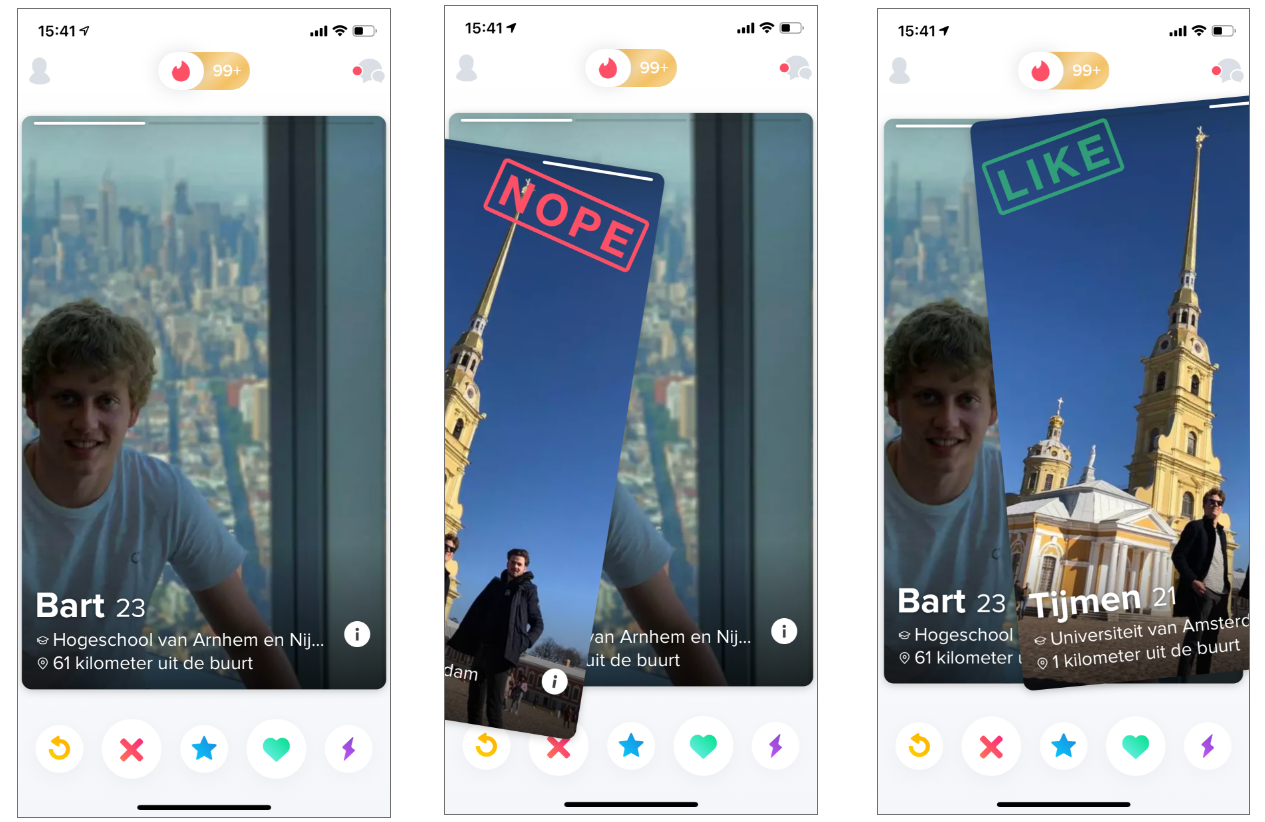 15:41
99+
Bart 23
Hogeschool van Arnhem en Nij...
61 kilometer uit de buurt
15:41
99+
NOPE
van Arnhem en Nij...
uit de buurt
dam
15:41
99+
LIKE
Bart 23
Hogeschool
61 kilometer u
Tijmen 21
Universiteit van Amsterd
1 kilometer uit de buurt